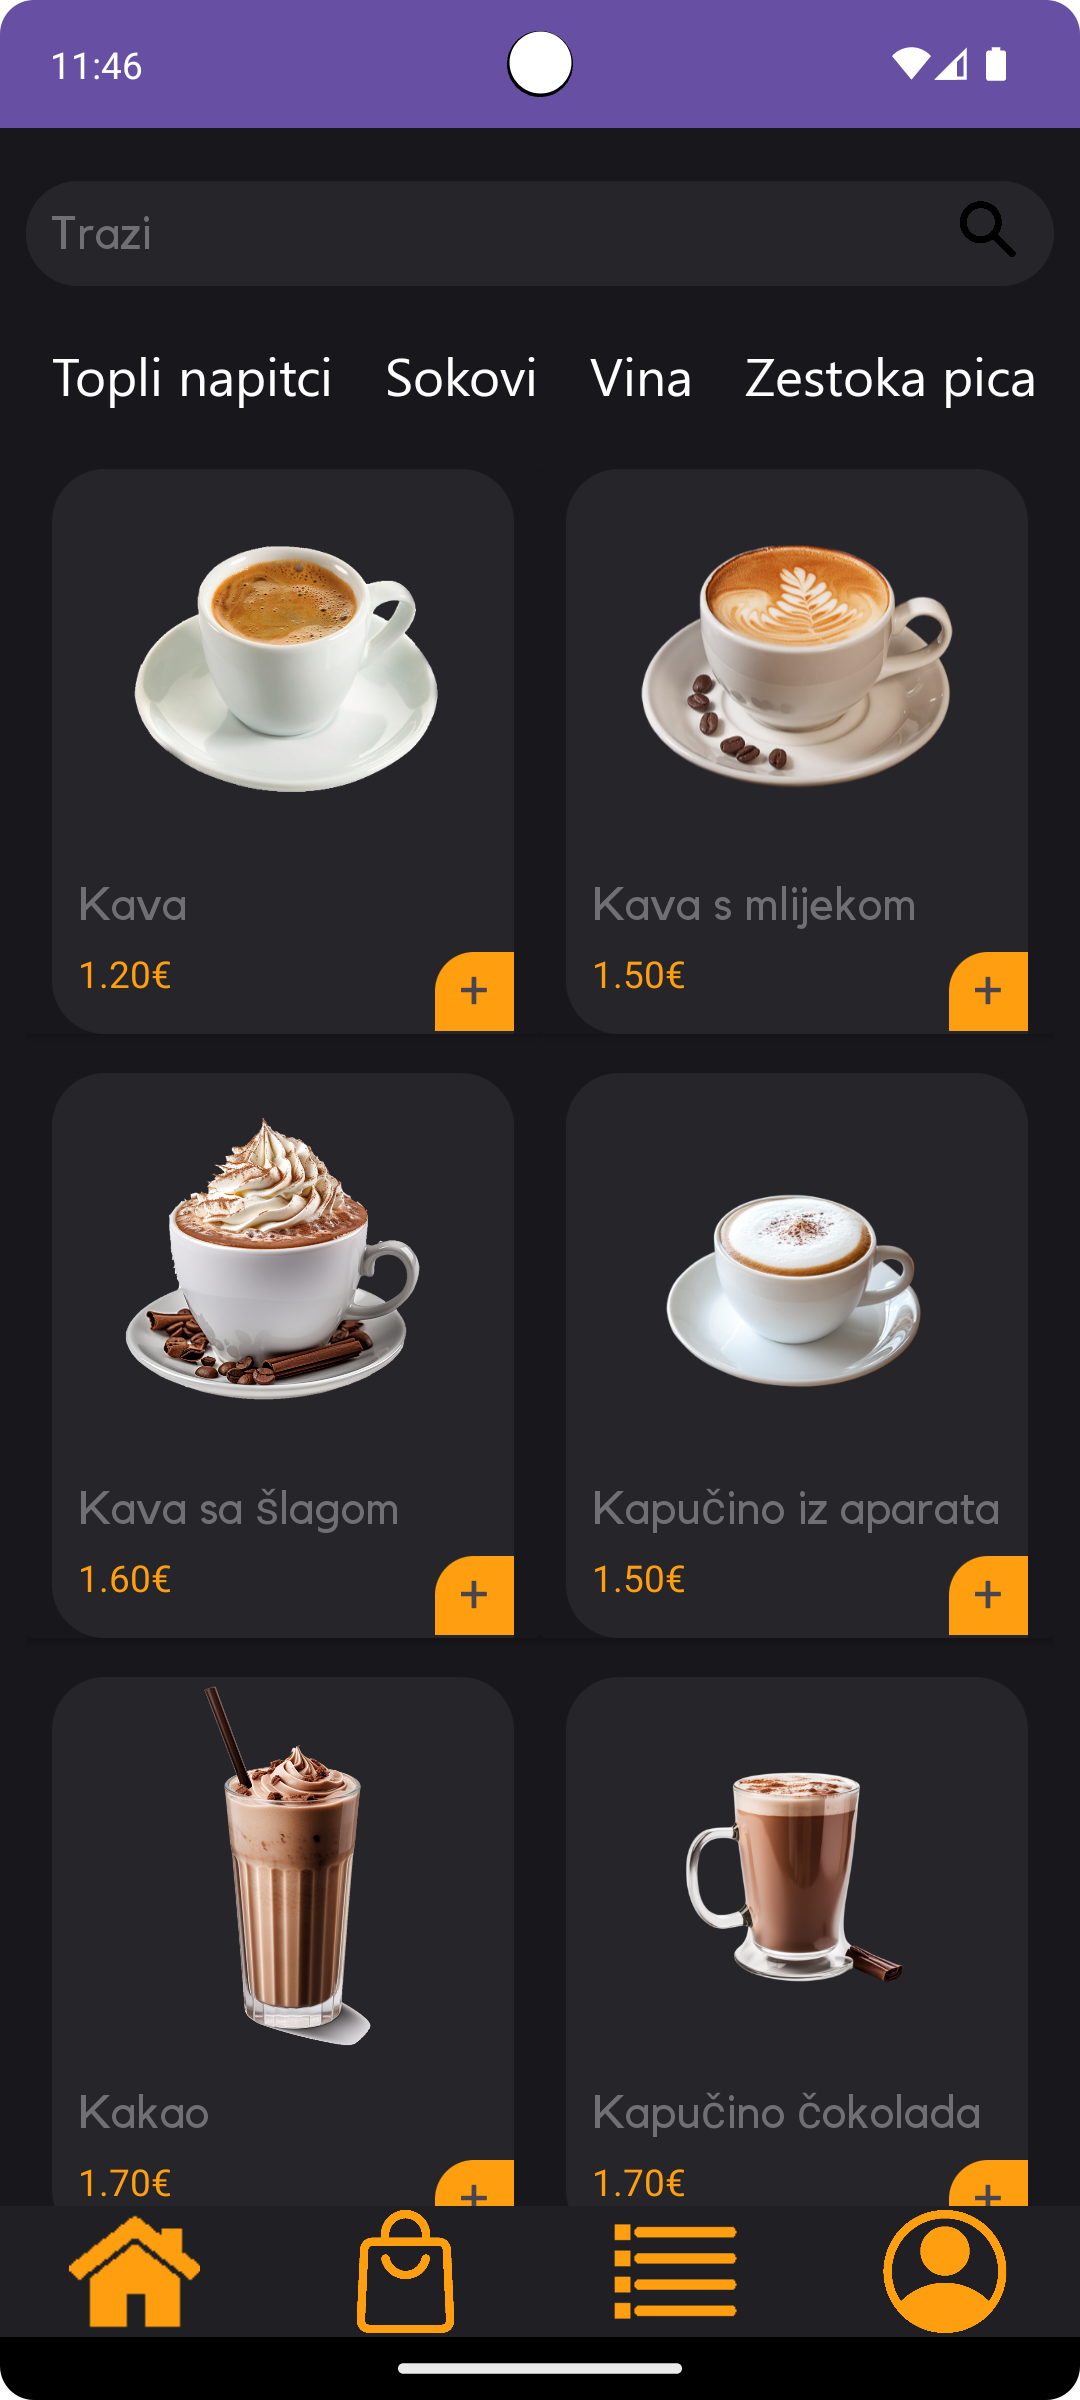 11:46
Trazi
Topli napitci Sokovi Vina Zestoka pica
Kava
1.20€
+
Kava s mlijekom
1.50€
+
Kava sa šlagom
1.60€
+
Kapučino iz aparata
1.50€
+
Kakao
1.70€
+
Kapučino čokolada
1.70€
+